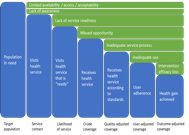 Limited availability / access / acceptability
Lack of awareness
Lack of service readiness
Missed opportunity
Inadequate service process
Inadequate use
Intervention
efficacy loss
Population
in need
Visits
health
service
Visits
health
service
that is
"ready"
Receives
health
service
Receives
health
service
according
to
standards
User
adherence
Health gain
achieved
Target
population
Service
contact
Likelihood
of service
Crude
coverage
Quality-adjusted
coverage
User-adjusted
coverage
Outcome-adjusted
coverage